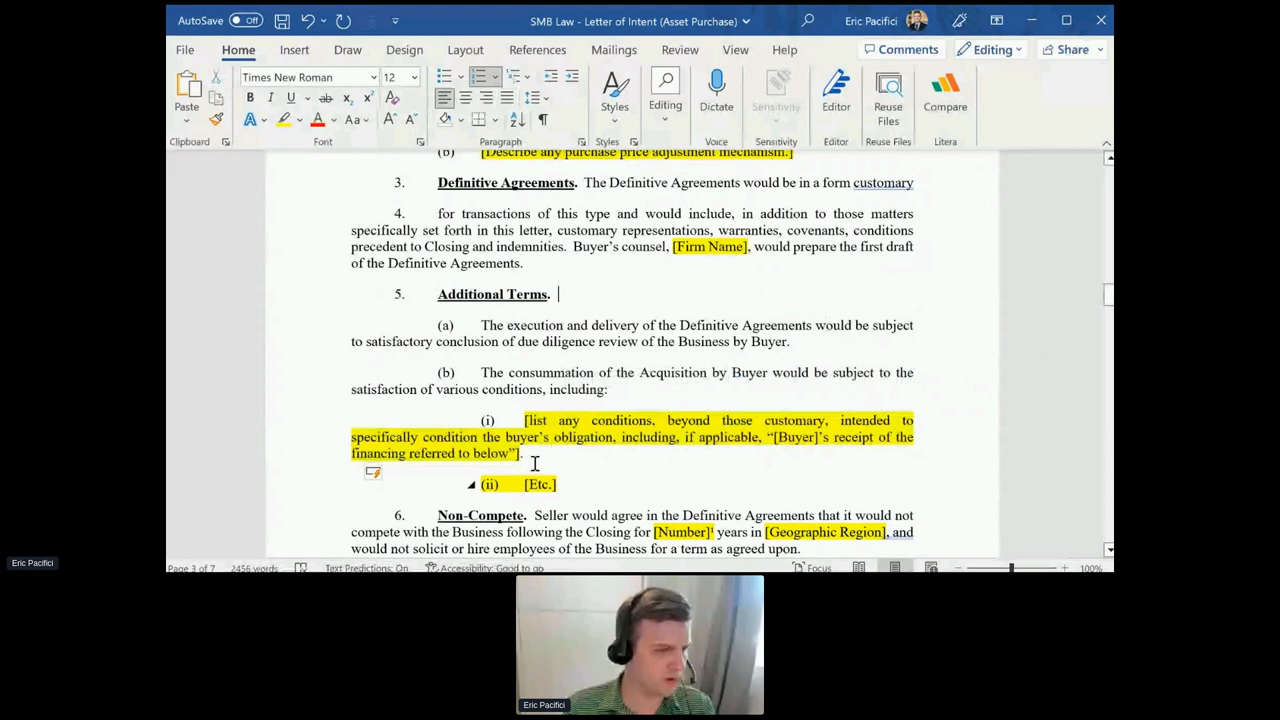 AutoSave Off SMB Law - Letter of Intent (Asset Purchase) Eric Pacifici
File Home Insert Draw Design Layout References Mailings Review View Help Comments Editing Share
Times New Roman 12
Paste B I U ab x₂ x² A Styles Editing Dictate Sensitivity Editor Reuse Files Compare
A A Aa A A
Clipboard Font Paragraph Styles Voice Sensitivity Editor Reuse Files Litera
(b) [Describe any purchase price adjustment mechanism.]
3. Definitive Agreements. The Definitive Agreements would be in a form customary
4. for transactions of this type and would include, in addition to those matters
specifically set forth in this letter, customary representations, warranties, covenants, conditions
precedent to Closing and indemnities. Buyer's counsel, [Firm Name], would prepare the first draft
of the Definitive Agreements.
5. Additional Terms.
(a) The execution and delivery of the Definitive Agreements would be subject
to satisfactory conclusion of due diligence review of the Business by Buyer.
(b) The consummation of the Acquisition by Buyer would be subject to the
satisfaction of various conditions, including:
(i) [list any conditions, beyond those customary, intended to
specifically condition the buyer's obligation, including, if applicable, “[Buyer]'s receipt of the
financing referred to below”].
(ii) [Etc.]
6. Non-Compete. Seller would agree in the Definitive Agreements that it would not
compete with the Business following the Closing for [Number]¹ years in [Geographic Region], and
would not solicit or hire employees of the Business for a term as agreed upon.
Page 3 of 7 2456 words Text Predictions: On Accessibility: Good to go Focus 100%
Eric Pacifici
Eric Pacifici